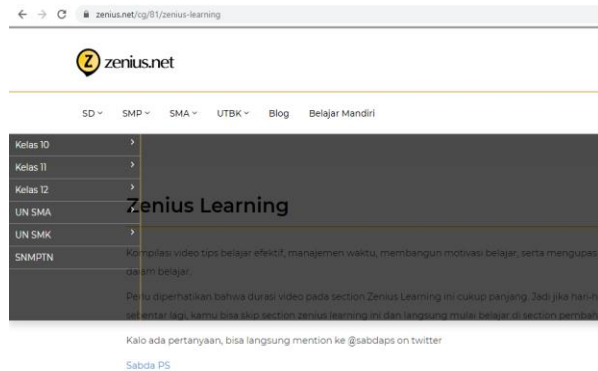 zenius.net/cg/81/zenius-learning
Z zenius.net
SD SMP SMA UTBK Blog Belajar Mandiri
Kelas 10
Kelas 11
Kelas 12
UN SMA
UN SMK
SNMPTN
Zenius Learning
Kompilasi video tips belajar efektif, manajemen waktu, membangun motivasi belajar, serta mengupas
dalam belajar.
Perlu diperhatikan bahwa durasi video pada section Zenius Learning ini cukup panjang. Jadi jika hari-h
sebentar lagi, kamu bisa skip section zenius learning ini dan langsung mulai belajar di section pembah
Kalo ada pertanyaan, bisa langsung mention ke @sabdaps on twitter
Sabda PS